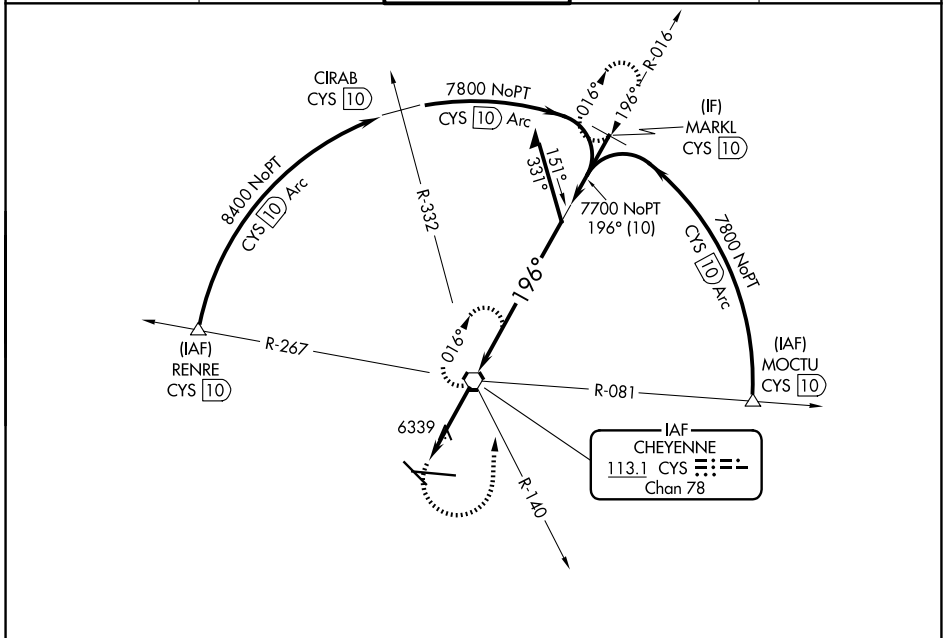 R-016
CIRAB
CYS 10
7800 NoPT
CYS 10 Arc
016°
196°
(IF)
MARKL
CYS 10
151°
331°
8400 NoPT
CYS 10 Arc
R-332
7700 NoPT
196° (10)
7800 NoPT
CYS 10 Arc
196°
016°
(IAF)
RENRE
CYS 10
R-267
R-081
(IAF)
MOCTU
CYS 10
6339
IAF
CHEYENNE
113.1 CYS
Chan 78
R-140